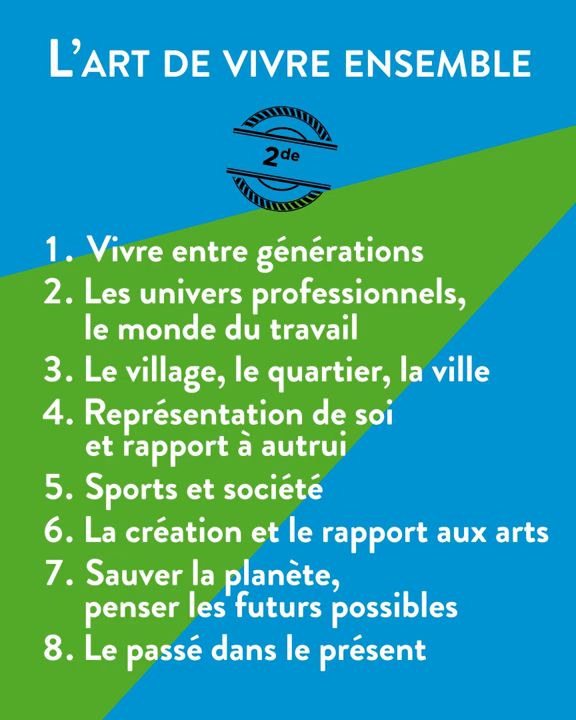 L'ART DE VIVRE ENSEMBLE
2de
1. Vivre entre générations
2. Les univers professionnels,
le monde du travail
3. Le village, le quartier, la ville
4. Représentation de soi
et rapport à autrui
5. Sports et société
6. La création et le rapport aux arts
7. Sauver la planète,
penser les futurs possibles
8. Le passé dans le présent